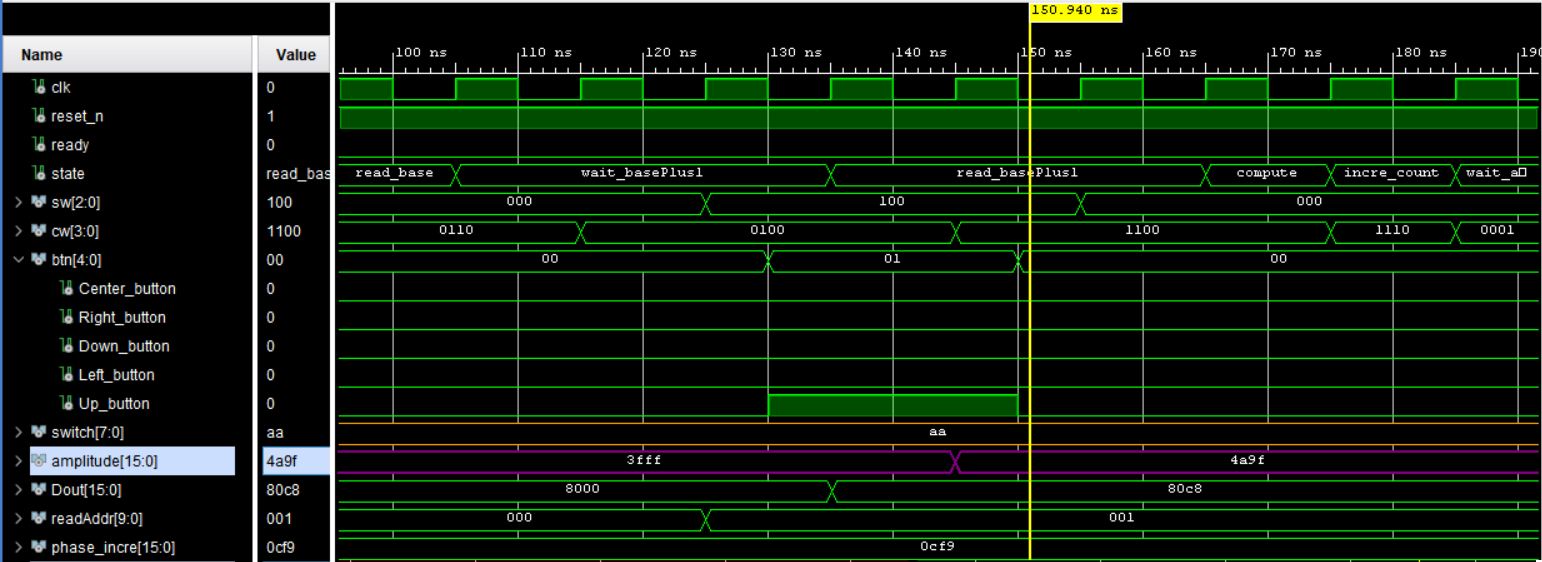 150.940 ns
Name Value 100 ns 110 ns 120 ns 130 ns 140 ns 150 ns 160 ns 170 ns 180 ns 190
clk 0
reset_n 1
ready 0
state read_bas read_base wait_basePlus1 read_basePlus1 compute incre_count wait_a
sw[2:0] 100 000 100 000
cw[3:0] 1100 0110 0100 1100 1110 0001
btn[4:0] 00 00 01 00
Center_button 0
Right_button 0
Down_button 0
Left_button 0
Up_button 0
switch[7:0] aa aa
amplitude[15:0] 4a9f 3fff 4a9f
Dout[15:0] 80c8 8000 80c8
readAddr[9:0] 001 000 001
phase_incre[15:0] 0cf9 0cf9